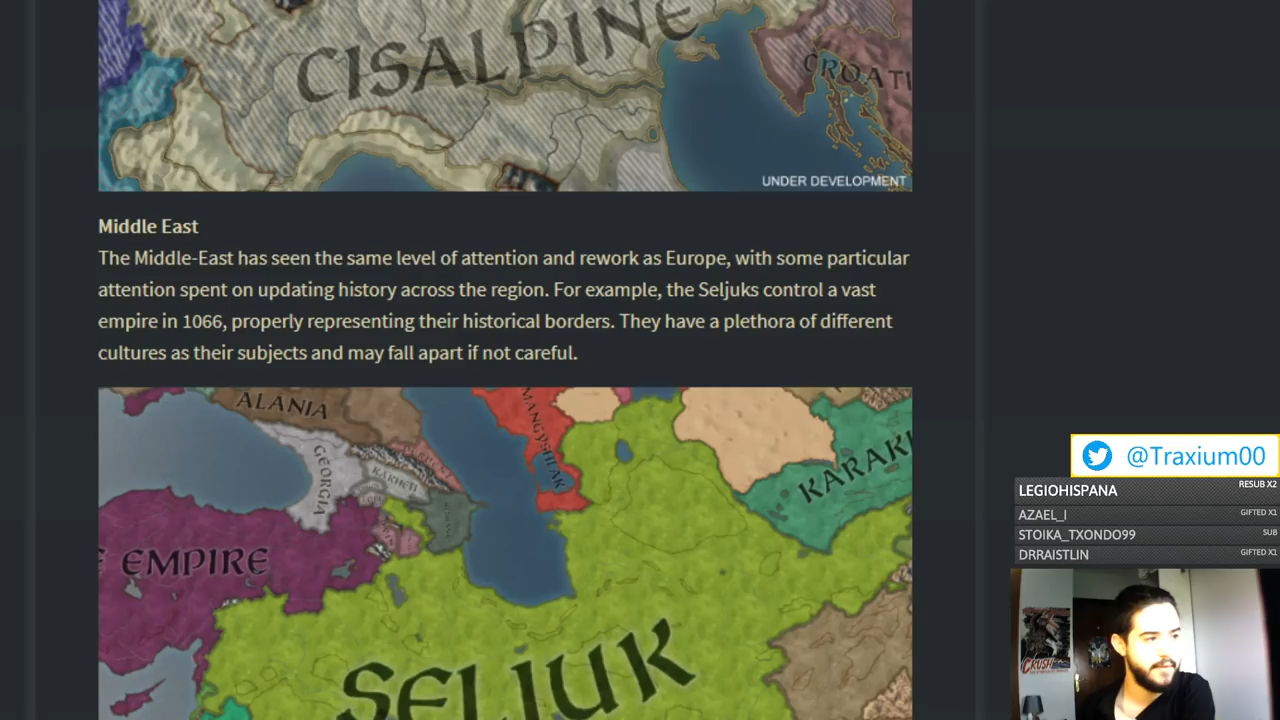 CISALPINE
CROATI
UNDER DEVELOPMENT
Middle East
The Middle-East has seen the same level of attention and rework as Europe, with some particular
attention spent on updating history across the region. For example, the Seljuks control a vast
empire in 1066, properly representing their historical borders. They have a plethora of different
cultures as their subjects and may fall apart if not careful.
ALANIA
MANGYSHLAK
GEORGIA
KAKHETI
KARAKI
E EMPIRE
SELJUK
@Traxium00
LEGIOHISPANA RESUB X2
AZAEL_I GIFTED X1
STOIKA_TXONDO99 SUB
DRRAISTLIN GIFTED X1
CRUSH